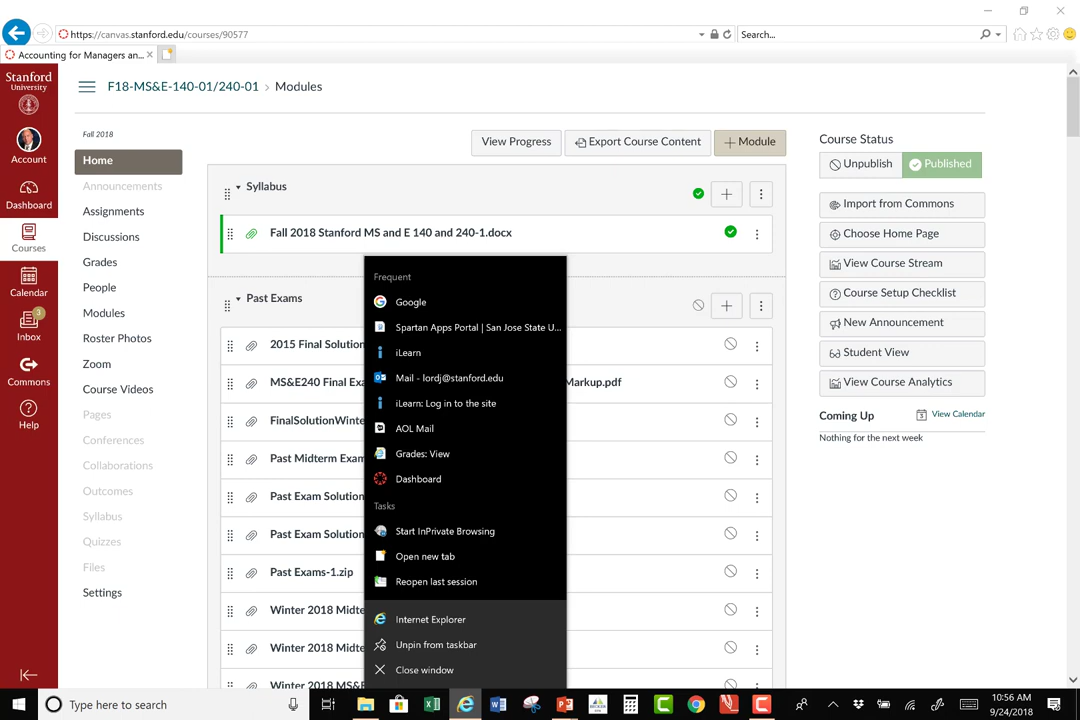 https://canvas.stanford.edu/courses/90577
Search...
Accounting for Managers an...
Stanford
University
F18-MS&E-140-01/240-01 > Modules
Account
Dashboard
Courses
Calendar
3
Inbox
Commons
Help
Fall 2018
Home
Announcements
Assignments
Discussions
Grades
People
Modules
Roster Photos
Zoom
Course Videos
Pages
Conferences
Collaborations
Outcomes
Syllabus
Quizzes
Files
Settings
View Progress
Export Course Content
+ Module
Syllabus
Fall 2018 Stanford MS and E 140 and 240-1.docx
Past Exams
2015 Final Solution
MS&E240 Final Exa
Markup.pdf
FinalSolutionWinte
Past Midterm Exam
Past Exam Solution
Past Exam Solution
Past Exams-1.zip
Winter 2018 Midte
Winter 2018 Midte
Winter 2018 MS&E
Frequent
Google
Spartan Apps Portal | San Jose State U...
iLearn
Mail - lordj@stanford.edu
iLearn: Log in to the site
AOL Mail
Grades: View
Dashboard
Tasks
Start InPrivate Browsing
Open new tab
Reopen last session
Internet Explorer
Unpin from taskbar
Close window
Course Status
Unpublish
Published
Import from Commons
Choose Home Page
View Course Stream
Course Setup Checklist
New Announcement
Student View
View Course Analytics
Coming Up
View Calendar
Nothing for the next week
Type here to search
10:56 AM
9/24/2018